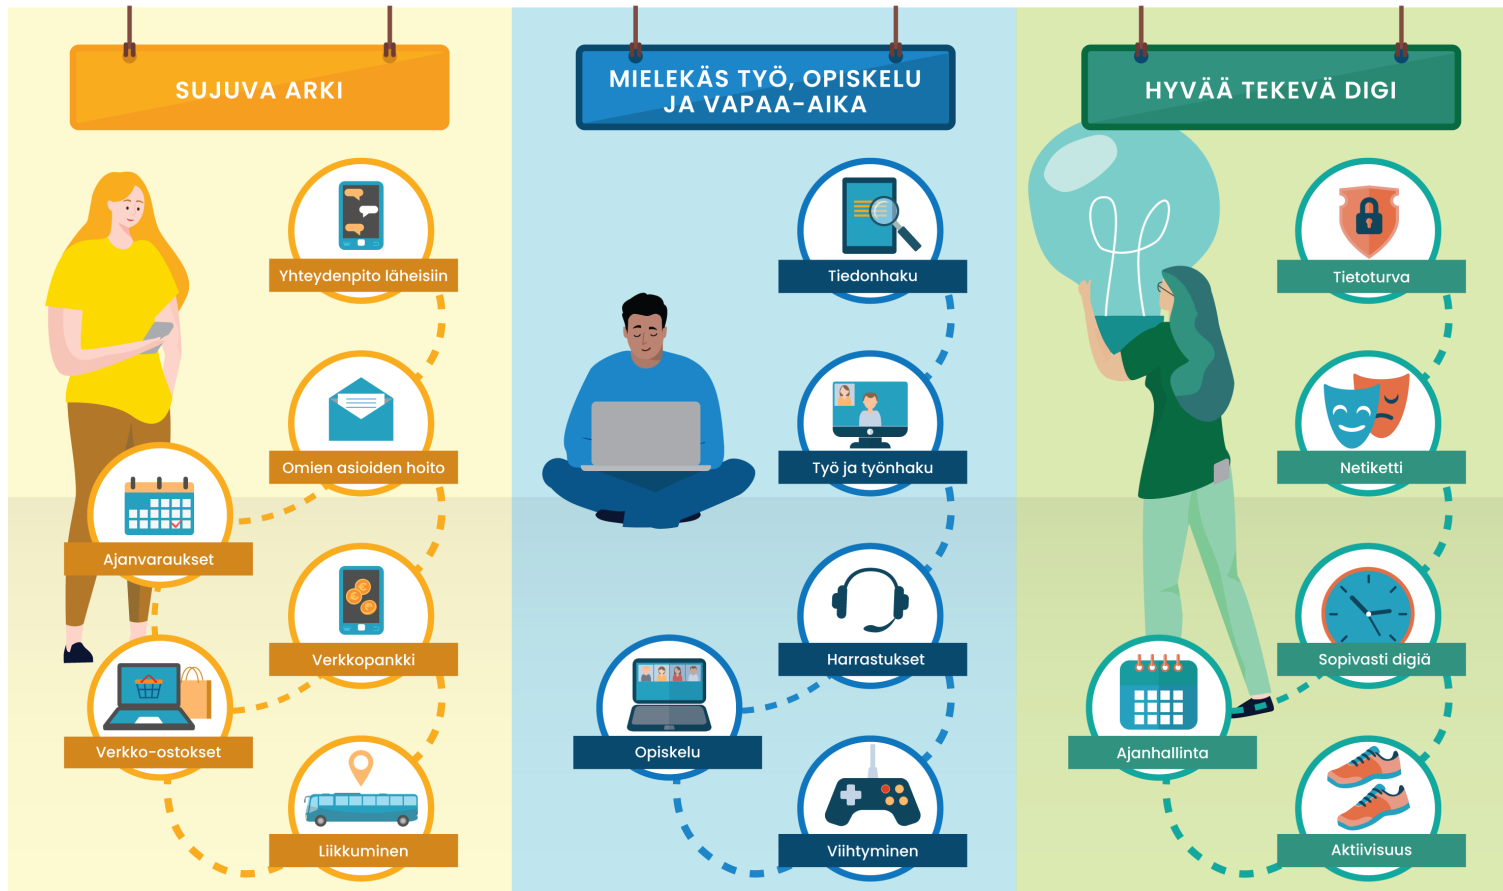 SUJUVA ARKI
Yhteydenpito läheisiin
Omien asioiden hoito
Ajanvaraukset
Verkkopankki
Verkko-ostokset
Liikkuminen
MIELEKÄS TYÖ, OPISKELU
JA VAPAA-AIKA
Tiedonhaku
Työ ja työnhaku
Harrastukset
Opiskelu
Viihtyminen
HYVÄÄ TEKEVÄ DIGI
Tietoturva
Netiketti
Sopivasti digiä
Ajanhallinta
Aktiivisuus